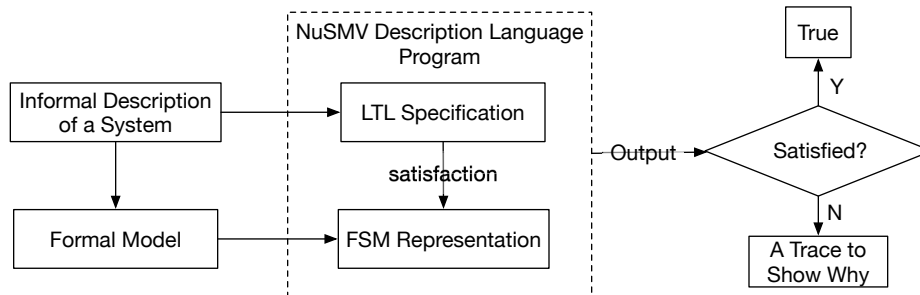 NuSMV Description Language
Program
Informal Description
of a System
LTL Specification
satisfaction
Formal Model
FSM Representation
Output
True
Y
Satisfied?
N
A Trace to
Show Why